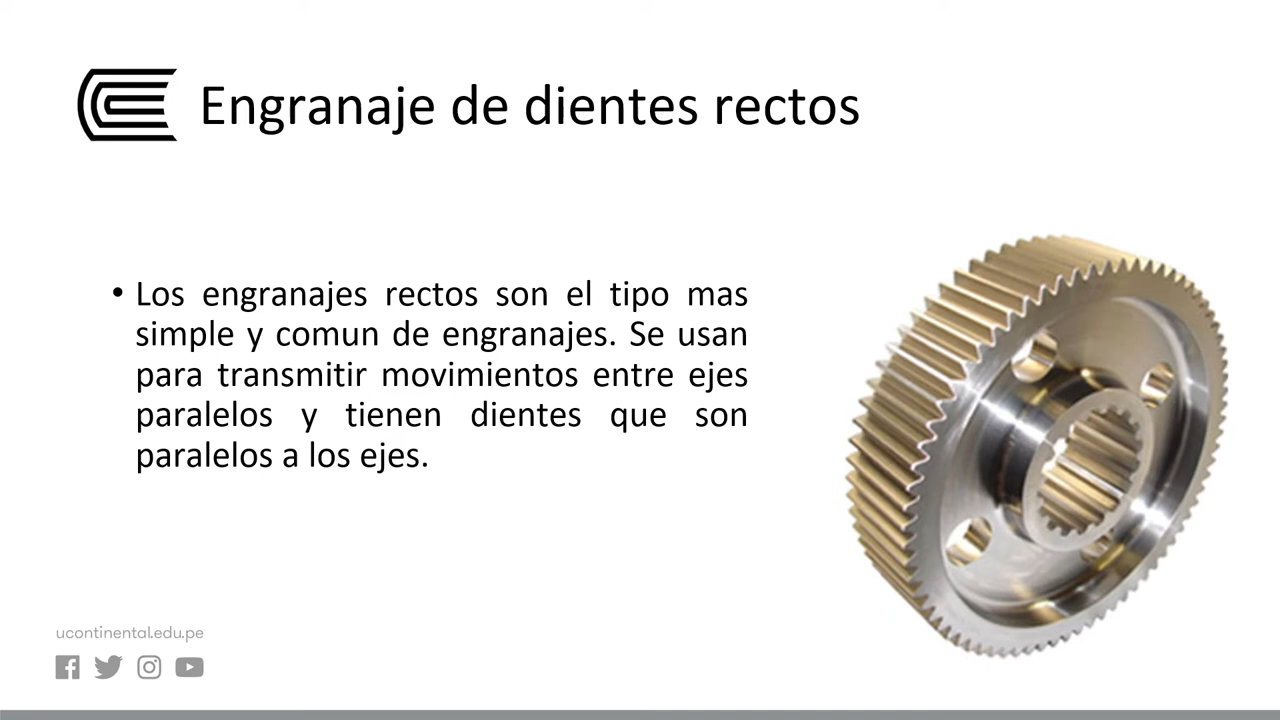 Engranaje de dientes rectos
• Los engranajes rectos son el tipo mas
simple y comun de engranajes. Se usan
para transmitir movimientos entre ejes
paralelos y tienen dientes que son
paralelos a los ejes.
ucontinental.edu.pe